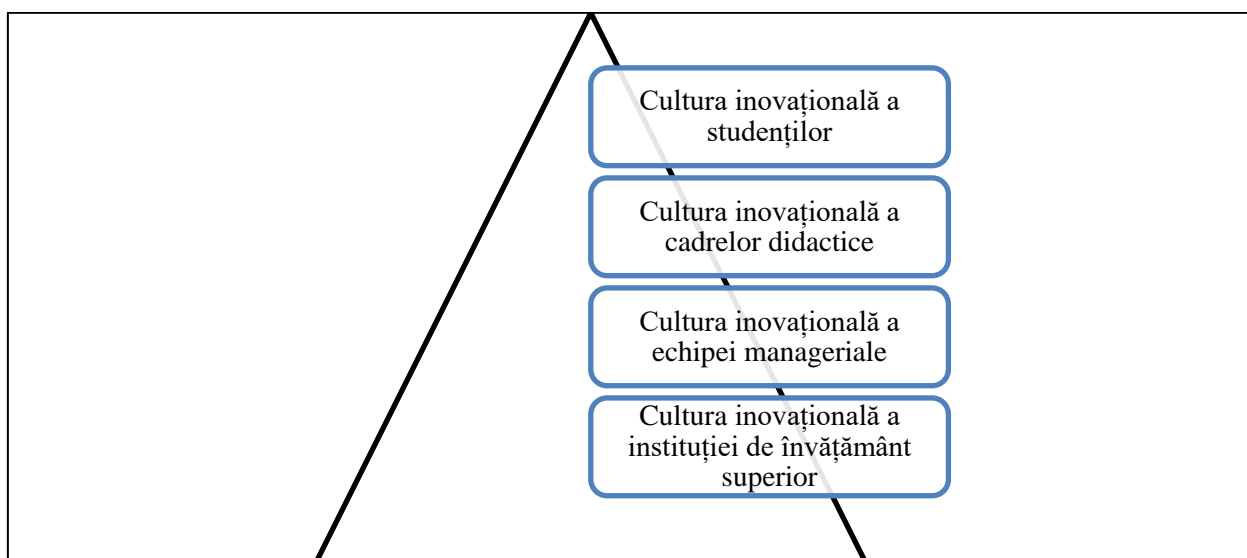 Cultura inovațională a
studenților
Cultura inovațională a
cadrelor didactice
Cultura inovațională a
echipei manageriale
Cultura inovațională a
instituției de învățământ
superior